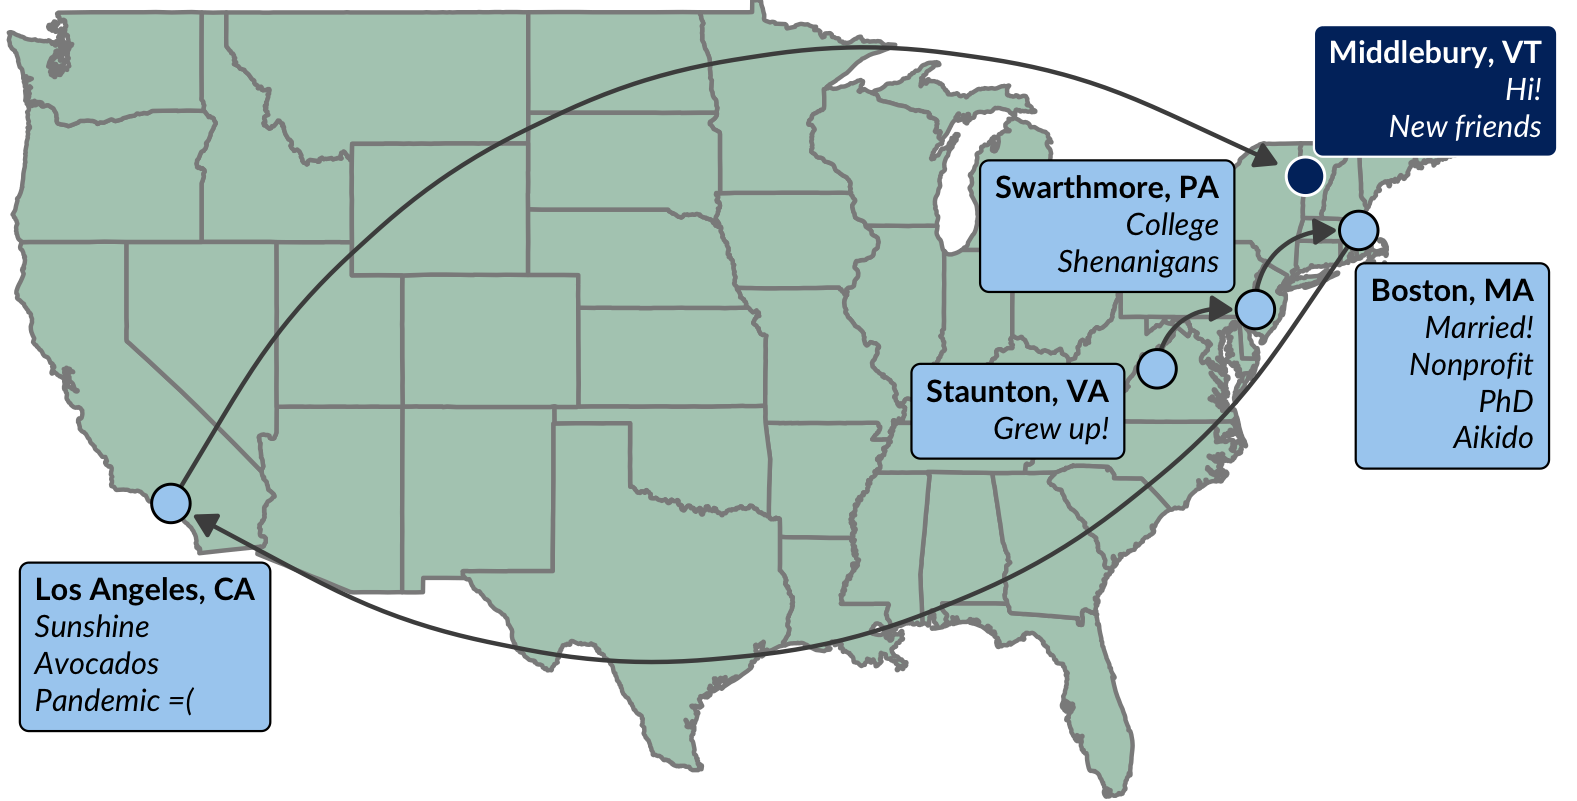 Middlebury, VT
Hi!
New friends
Swarthmore, PA
College
Shenanigans
Boston, MA
Married!
Nonprofit
PhD
Aikido
Staunton, VA
Grew up!
Los Angeles, CA
Sunshine
Avocados
Pandemic =(